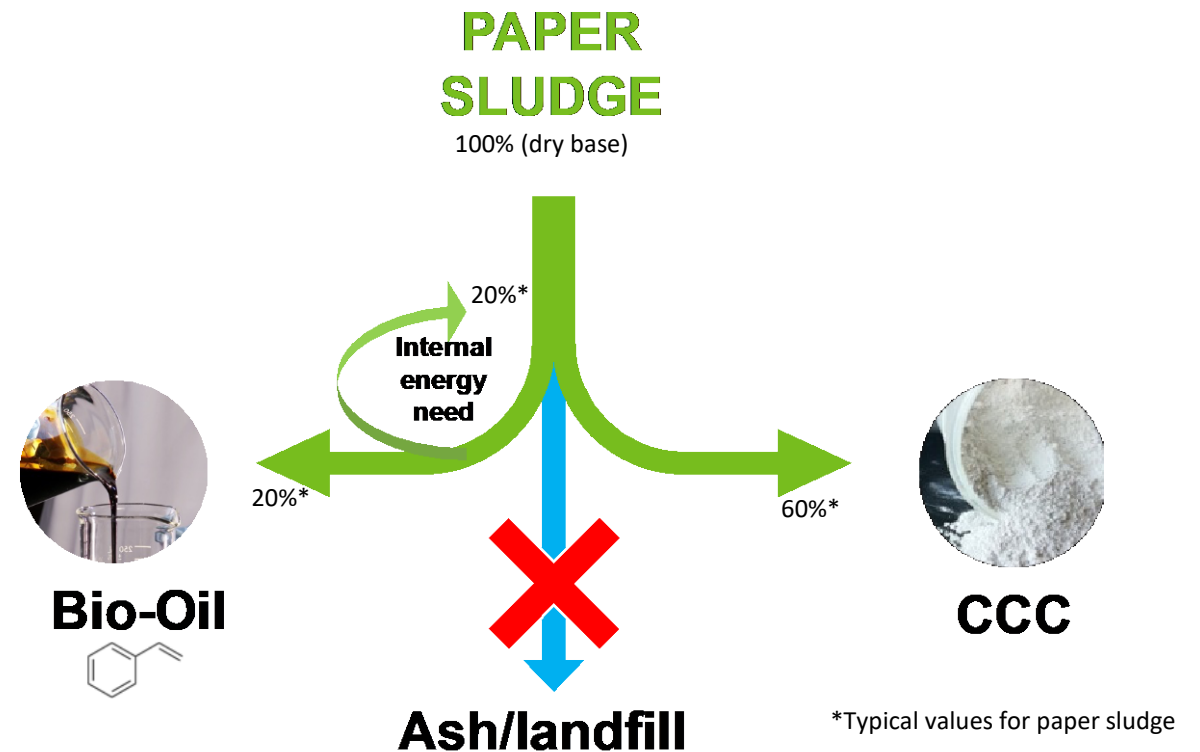 PAPER
SLUDGE
100% (dry base)
20%*
Internal
energy
need
20%*
60%*
Bio-Oil
CCC
Ash/landfill
*Typical values for paper sludge